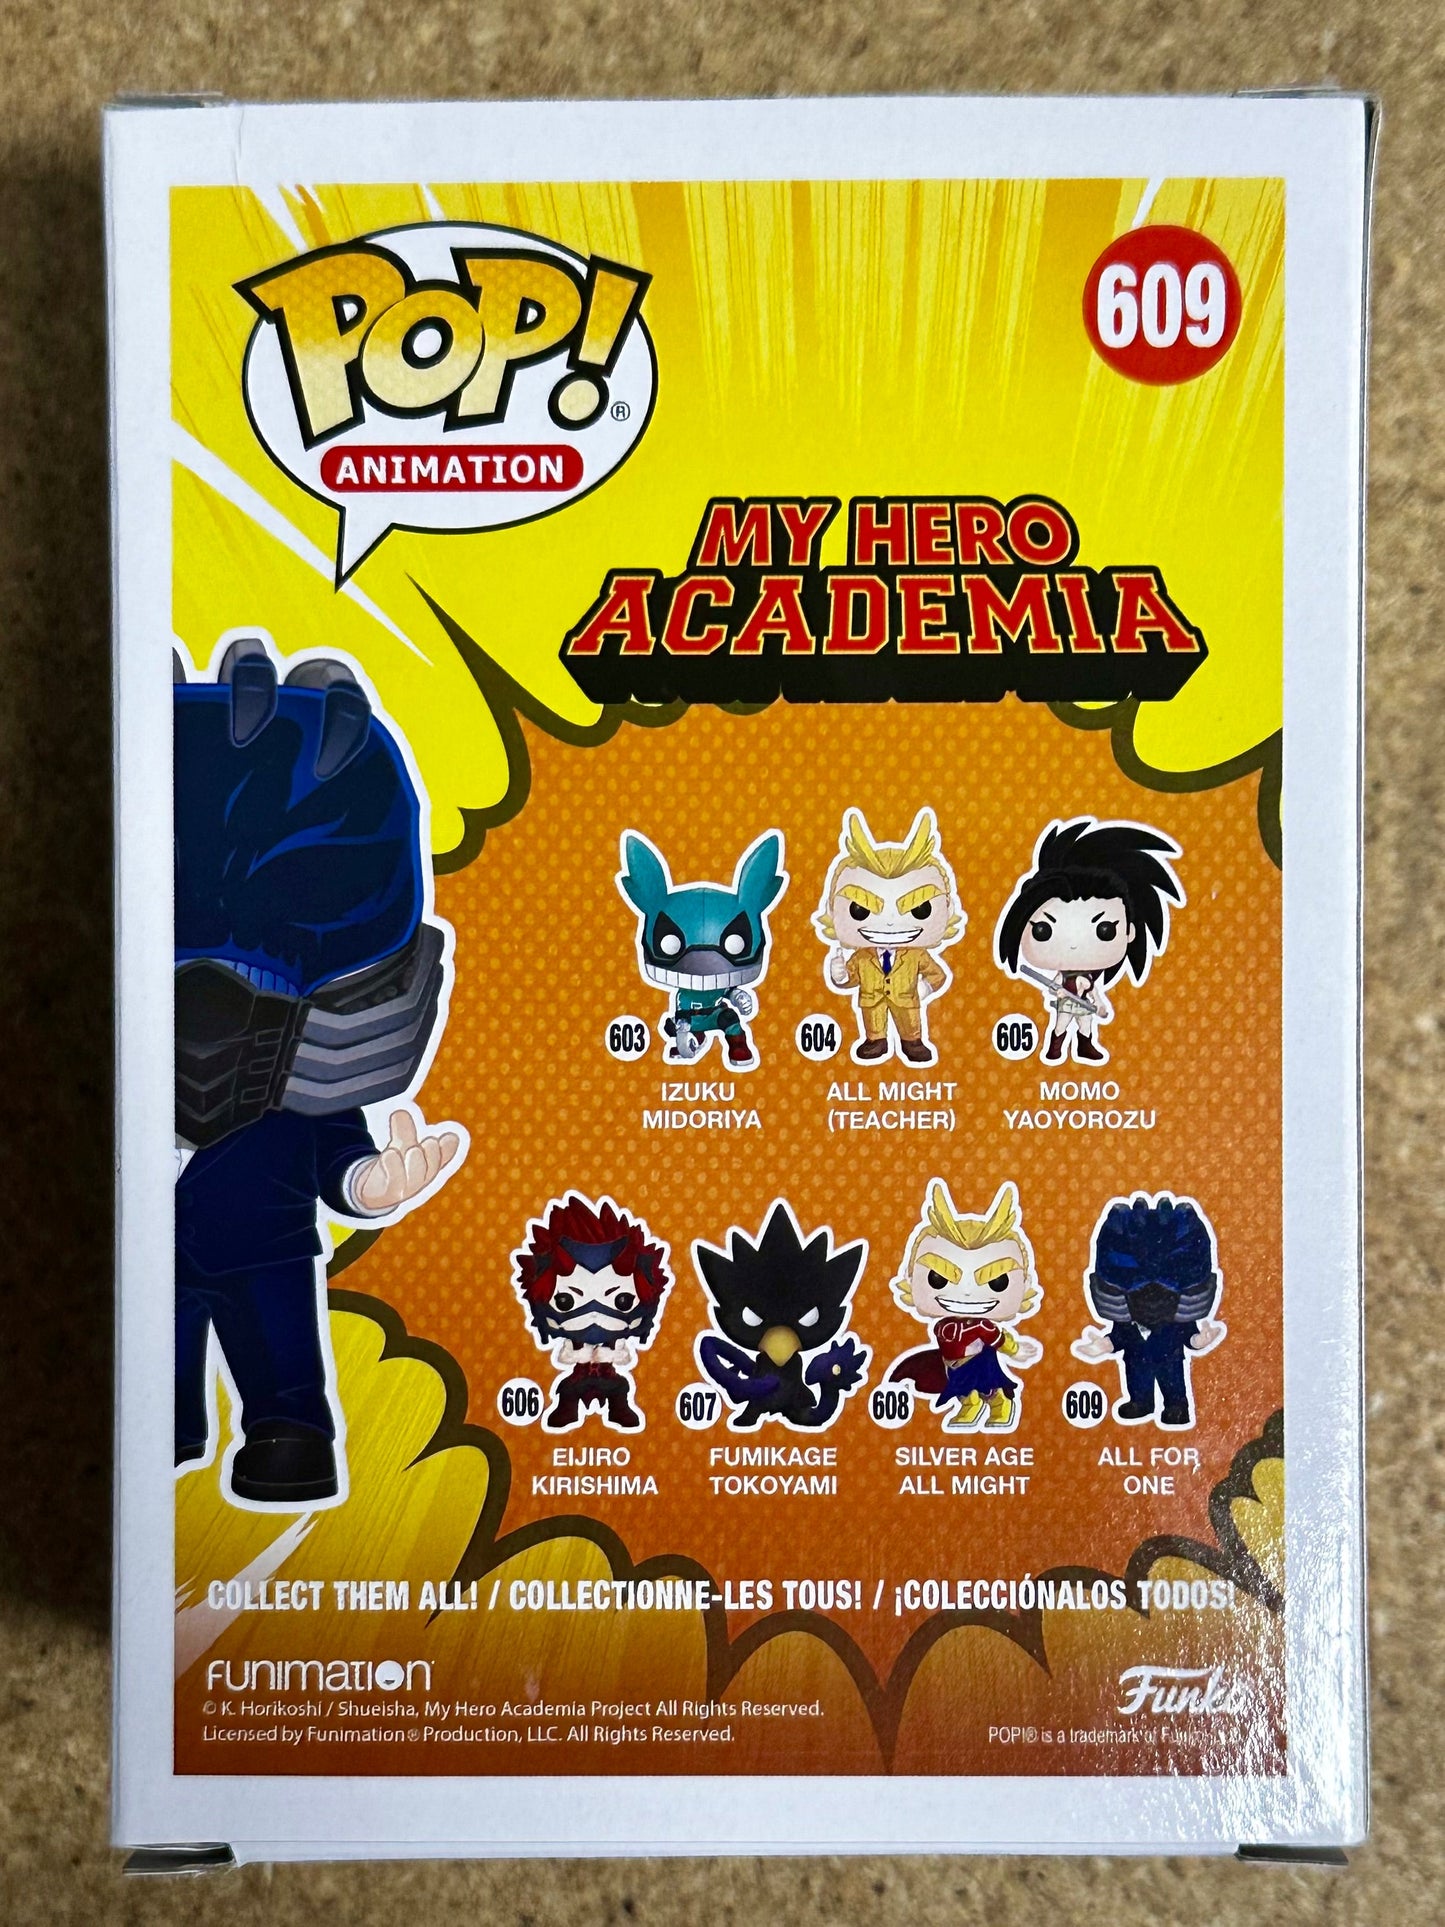 POP!®
ANIMATION
609
MY HERO
ACADEMIA
603
IZUKU
MIDORIYA
604
ALL MIGHT
(TEACHER)
605
MOMO
YAOYOROZU
606
EIJIRO
KIRISHIMA
607
FUMIKAGE
TOKOYAMI
608
SILVER AGE
ALL MIGHT
609
ALL FOR
ONE
COLLECT THEM ALL! / COLLECTIONNE-LES TOUS! / ¡COLECCIÓNALOS TODOS!
FUNIMATION
© K. Horikoshi / Shueisha, My Hero Academia Project All Rights Reserved.
Licensed by Funimation® Production, LLC. All Rights Reserved.
Funko
POP!® is a trademark of